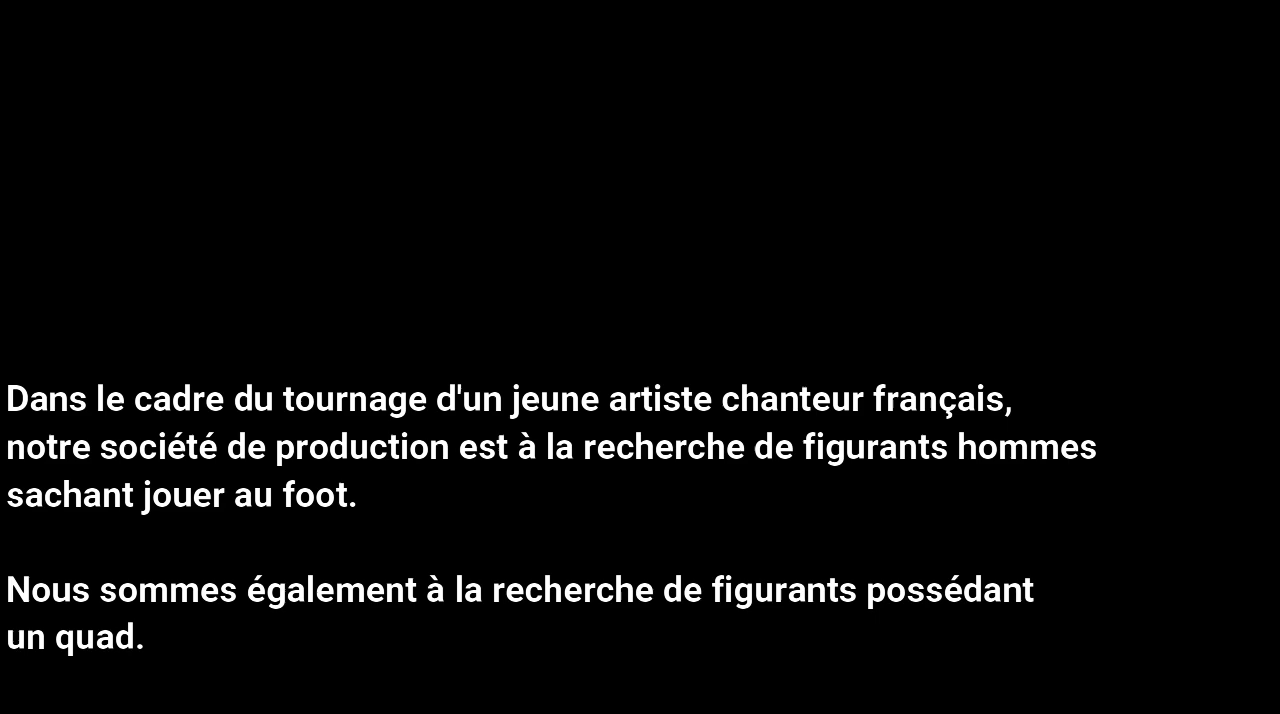 Dans le cadre du tournage d'un jeune artiste chanteur français,
notre société de production est à la recherche de figurants hommes
sachant jouer au foot.
Nous sommes également à la recherche de figurants possédant
un quad.